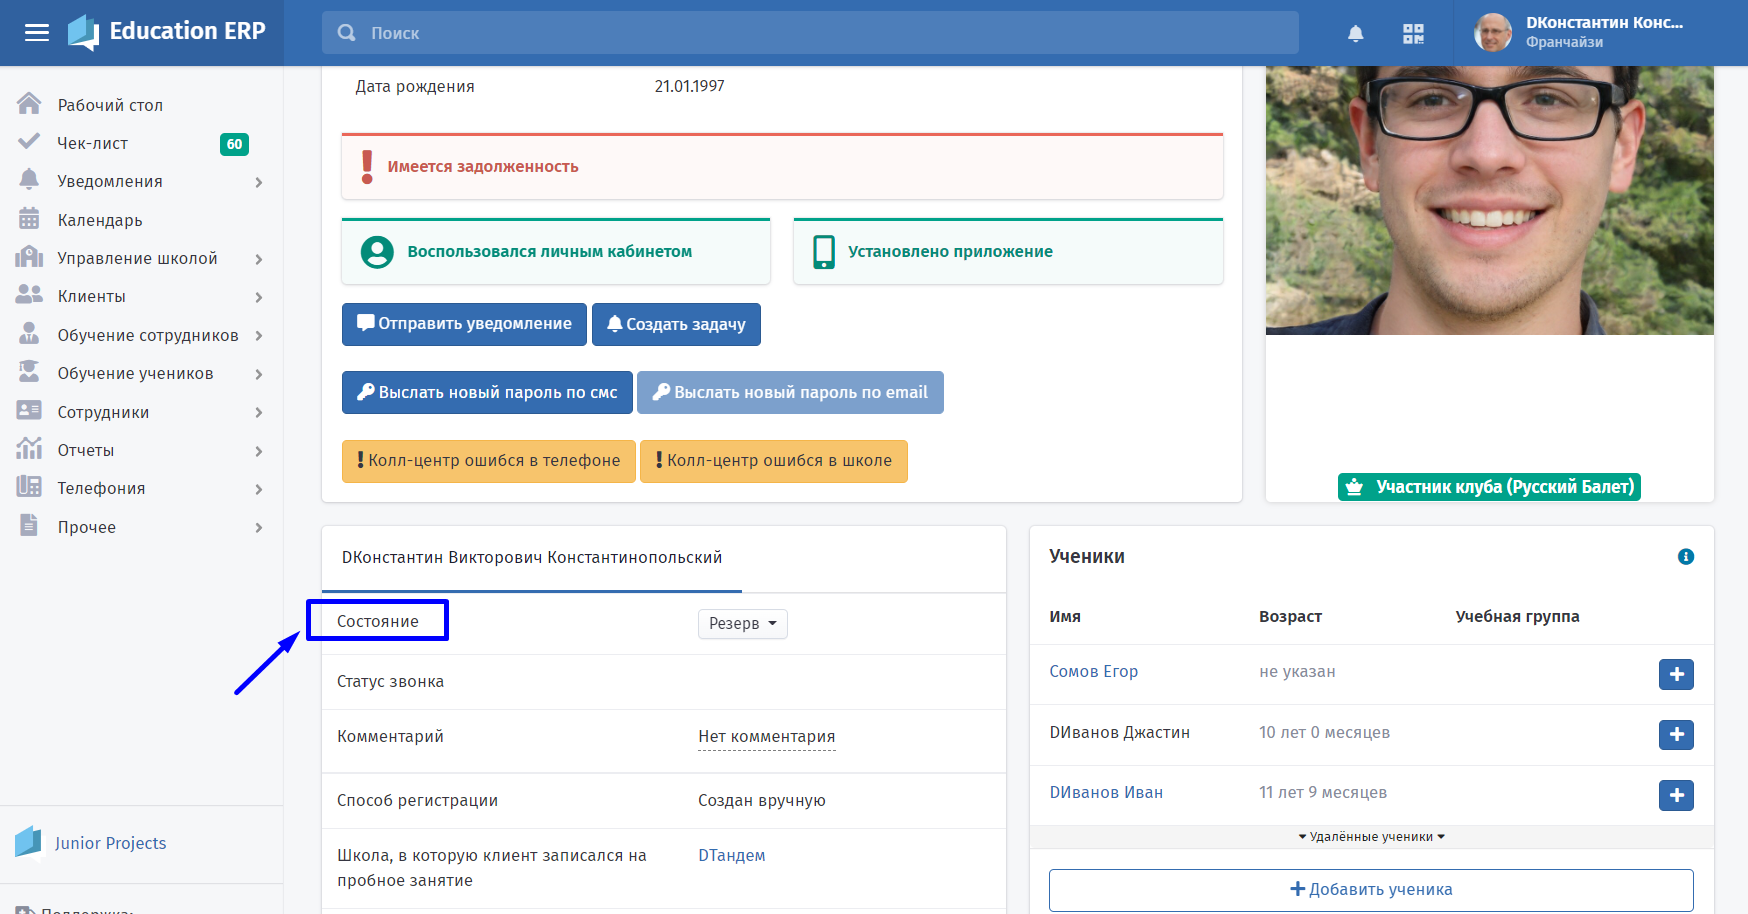 Education ERP
Поиск
DКонстантин Конс...
Франчайзи
Рабочий стол
Чек-лист
60
Уведомления
Календарь
Управление школой
Клиенты
Обучение сотрудников
Обучение учеников
Сотрудники
Отчеты
Телефония
Прочее
Junior Projects
Поддержка:
Дата рождения
21.01.1997
Имеется задолженность
Воспользовался личным кабинетом
Установлено приложение
Отправить уведомление
Создать задачу
Выслать новый пароль по смс
Выслать новый пароль по email
Колл-центр ошибся в телефоне
Колл-центр ошибся в школе
Участник клуба (Русский Балет)
DКонстантин Викторович Константинопольский
Состояние
Резерв
Статус звонка
Комментарий
Нет комментария
Способ регистрации
Создан вручную
Школа, в которую клиент записался на
пробное занятие
DТандем
Ученики
Имя
Возраст
Учебная группа
Сомов Егор
не указан
DИванов Джастин
10 лет 0 месяцев
DИванов Иван
11 лет 9 месяцев
Удалённые ученики
Добавить ученика